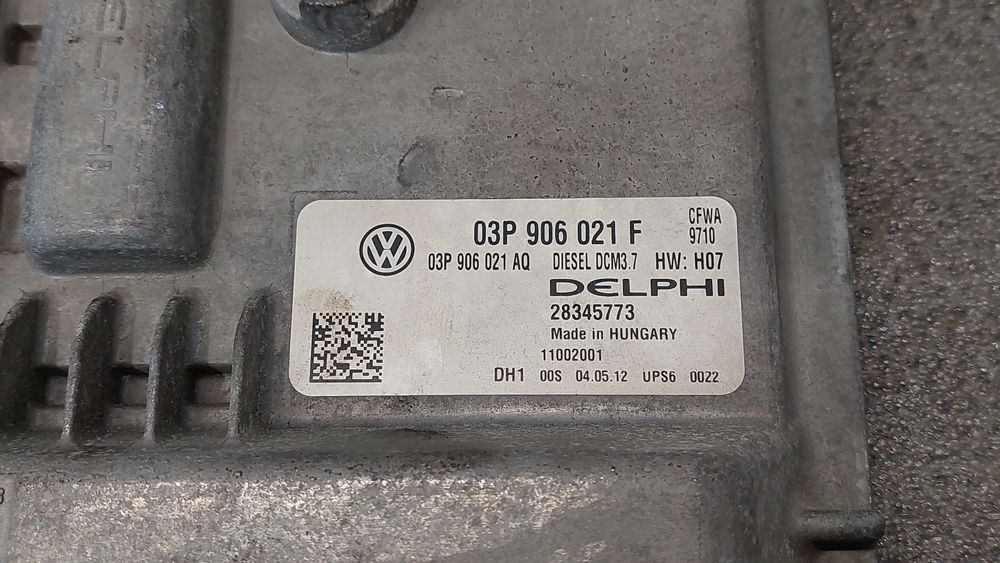 DELPHI
03P 906 021 F
CFWA
9710
03P 906 021 AQ DIESEL DCM3.7 HW: H07
DELPHI
28345773
Made in HUNGARY
11002001
DH1 00S 04.05.12 UPS6 0022